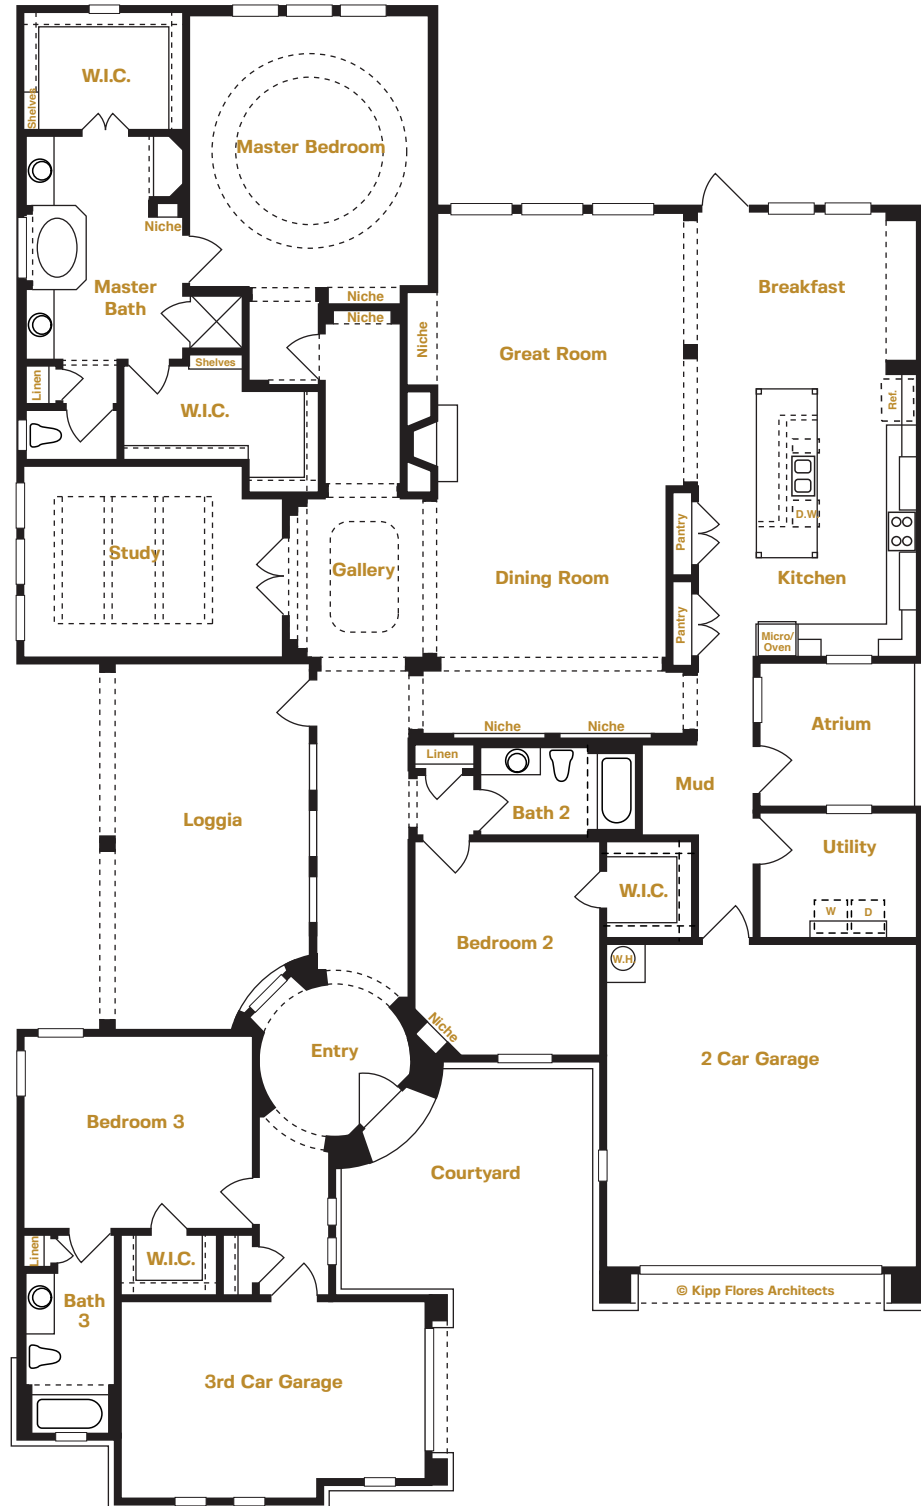 W.I.C.
Shelves
Master Bedroom
Niche
Master
Bath
Niche
Niche
Niche
Breakfast
Great Room
Shelves
Linen
W.I.C.
Ref.
D.W
Pantry
Study
Gallery
Dining Room
Kitchen
Pantry
Micro/
Oven
Atrium
Niche
Niche
Linen
Mud
Bath 2
Loggia
Utility
W.I.C.
W
D
Bedroom 2
W.H
Niche
Entry
2 Car Garage
Bedroom 3
Courtyard
Linen
W.I.C.
© Kipp Flores Architects
Bath
3
3rd Car Garage